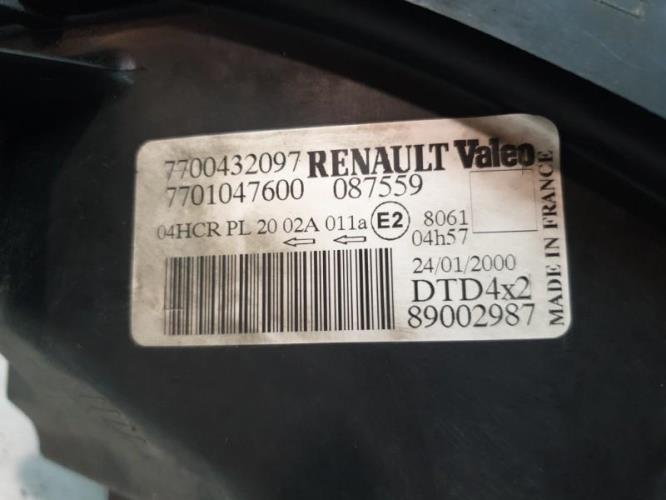 7700432097 RENAULT Valeo
7701047600 087559
04HCR PL 20 02A 011a E2 8061
← ← 04h57
24/01/2000
DTD4x2
89002987
MADE IN FRANCE